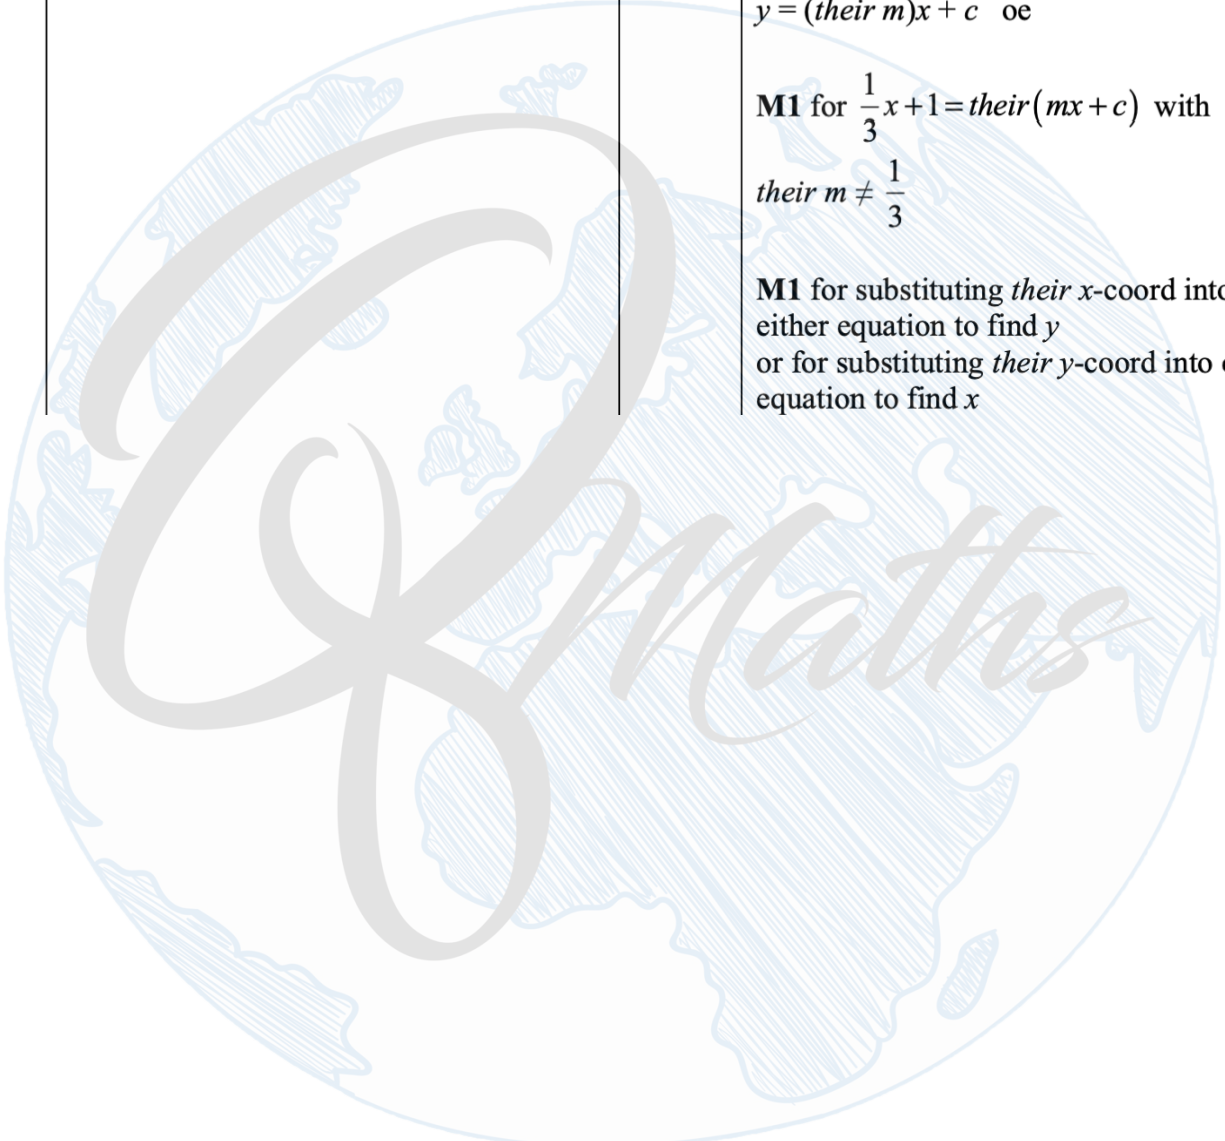 y = (their m)x + c oe
M1 for 1/3 x + 1 = their (mx + c) with
their m ≠ 1/3
M1 for substituting their x-coord into
either equation to find y
or for substituting their y-coord into
equation to find x
Maths